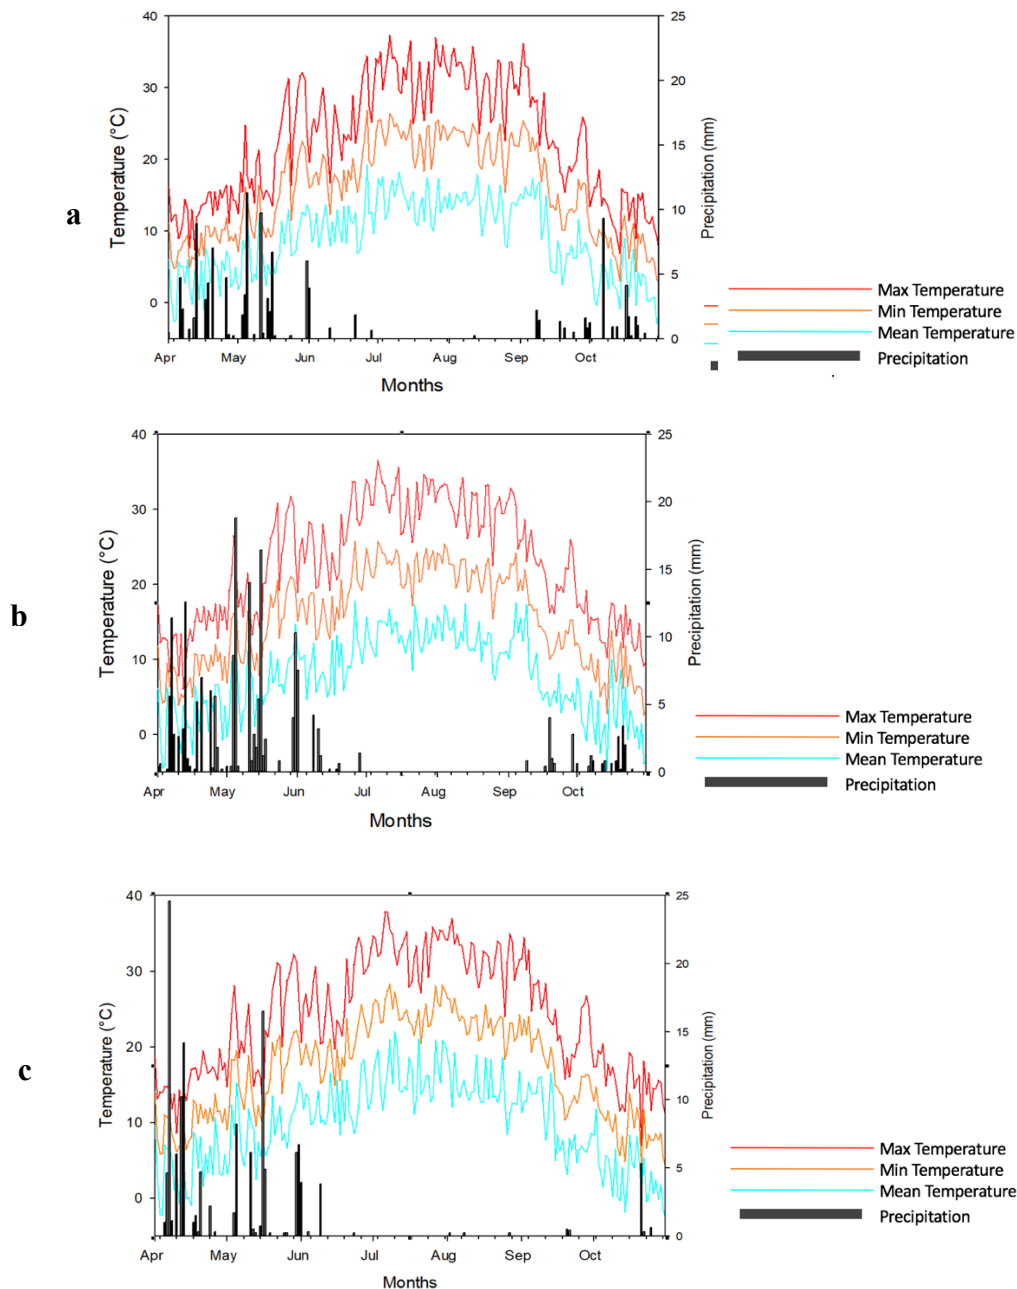 a
40
30
20
10
0
Temperature (°C)
25
20
15
10
5
0
Precipitation (mm)
Apr May Jun Jul Aug Sep Oct
Months
Max Temperature
Min Temperature
Mean Temperature
Precipitation
b
40
30
20
10
0
Temperature (°C)
25
20
15
10
5
0
Precipitation (mm)
Apr May Jun Jul Aug Sep Oct
Months
Max Temperature
Min Temperature
Mean Temperature
Precipitation
c
40
30
20
10
0
Temperature (°C)
25
20
15
10
5
0
Precipitation (mm)
Apr May Jun Jul Aug Sep Oct
Months
Max Temperature
Min Temperature
Mean Temperature
Precipitation